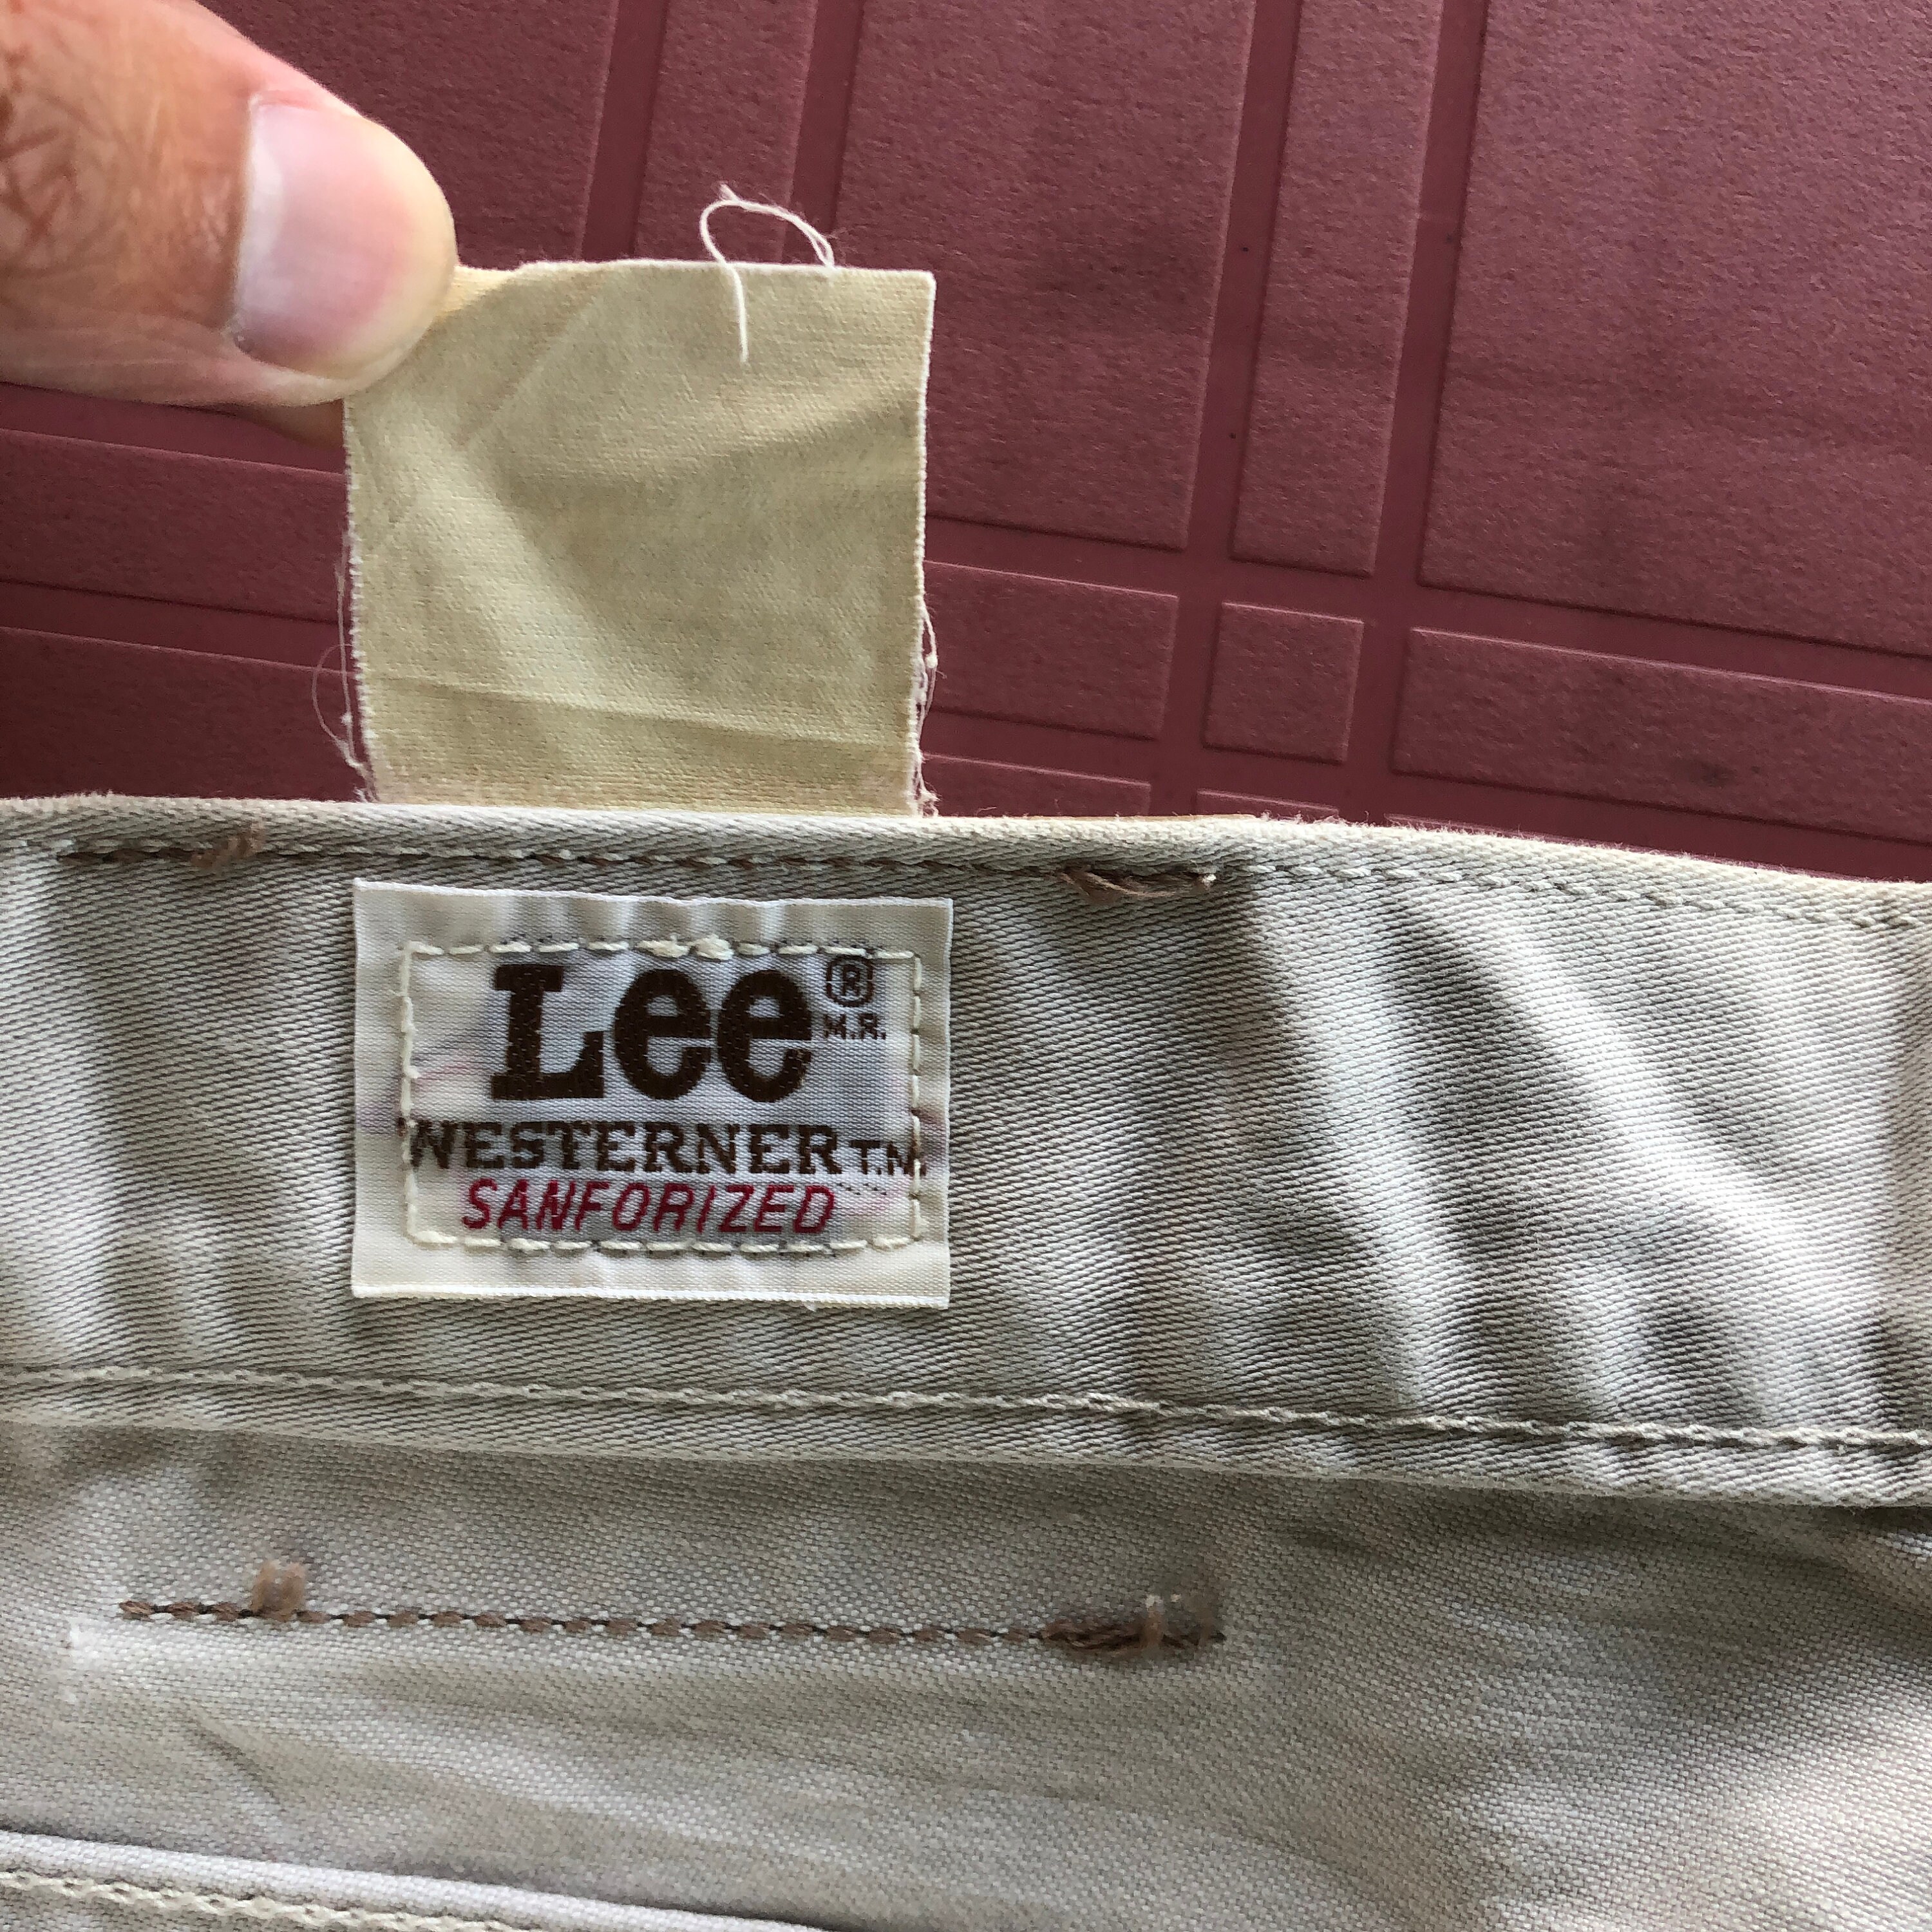 Lee®
M.R.
WESTERNER T.M.
SANFORIZED